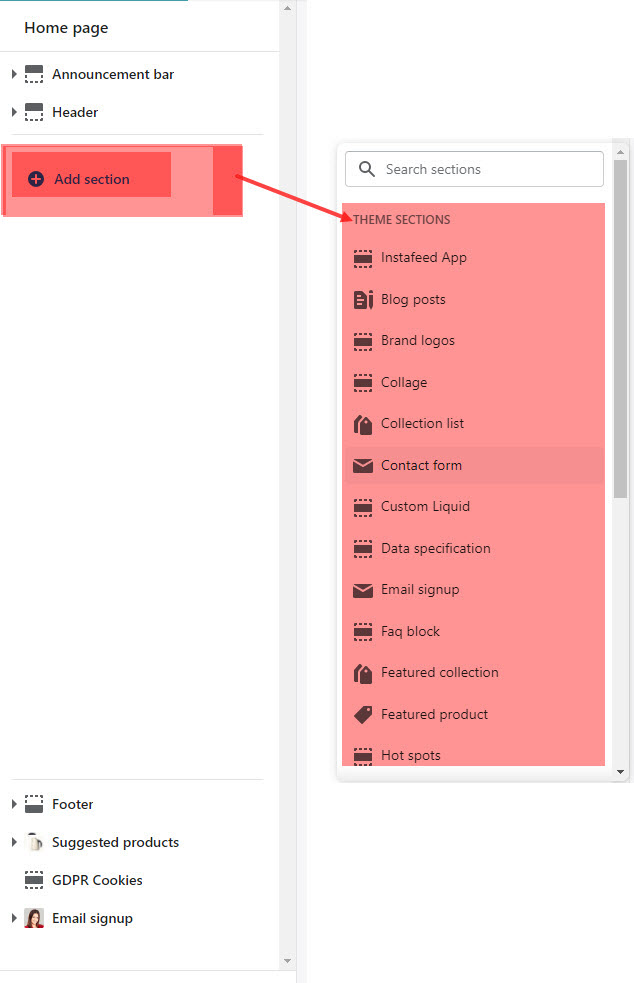 Home page
Announcement bar
Header
Add section
Search sections
THEME SECTIONS
Instafeed App
Blog posts
Brand logos
Collage
Collection list
Contact form
Custom Liquid
Data specification
Email signup
Faq block
Featured collection
Featured product
Hot spots
Footer
Suggested products
GDPR Cookies
Email signup